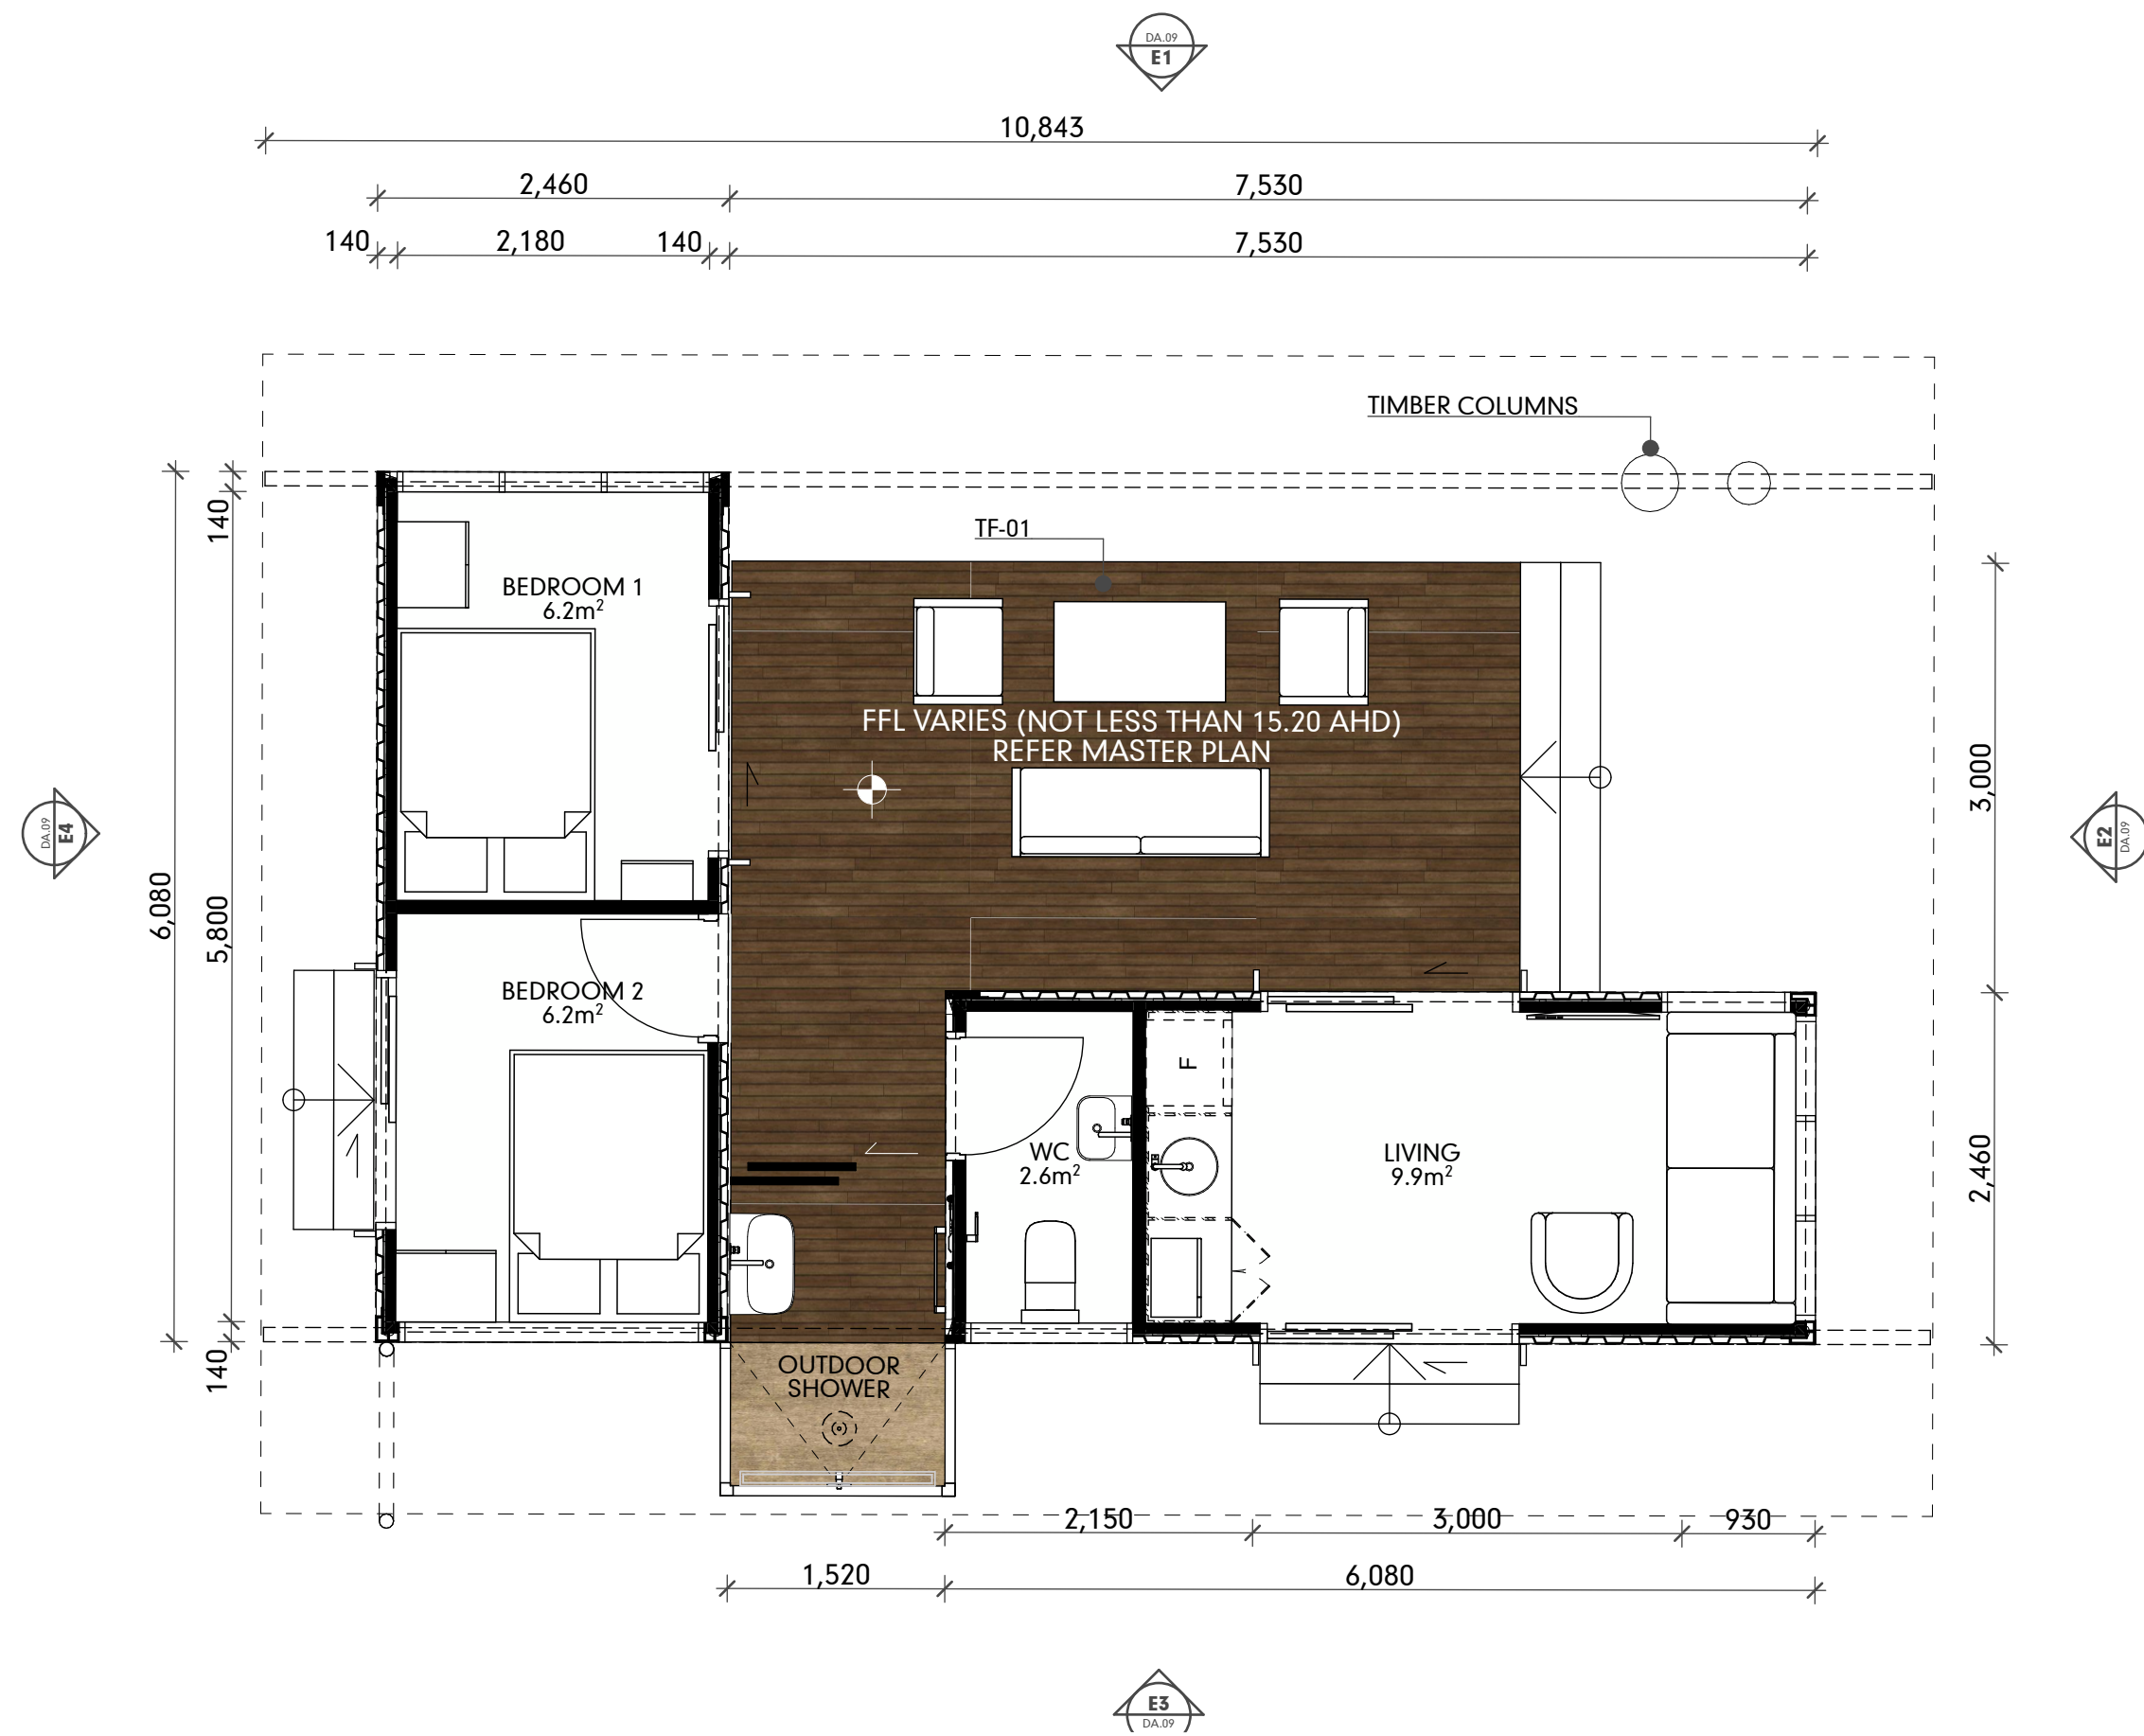 DA.09
E1
10,843
2,460
7,530
140
2,180
140
7,530
TIMBER COLUMNS
TF-01
140
BEDROOM 1
6.2m²
FFL VARIES (NOT LESS THAN 15.20 AHD)
REFER MASTER PLAN
3,000
DA.09
E4
E2
DA.09
6,080
5,800
BEDROOM 2
6.2m²
F
WC
2.6m²
LIVING
9.9m²
2,460
140
OUTDOOR
SHOWER
2,150
3,000
930
1,520
6,080
E3
DA.09